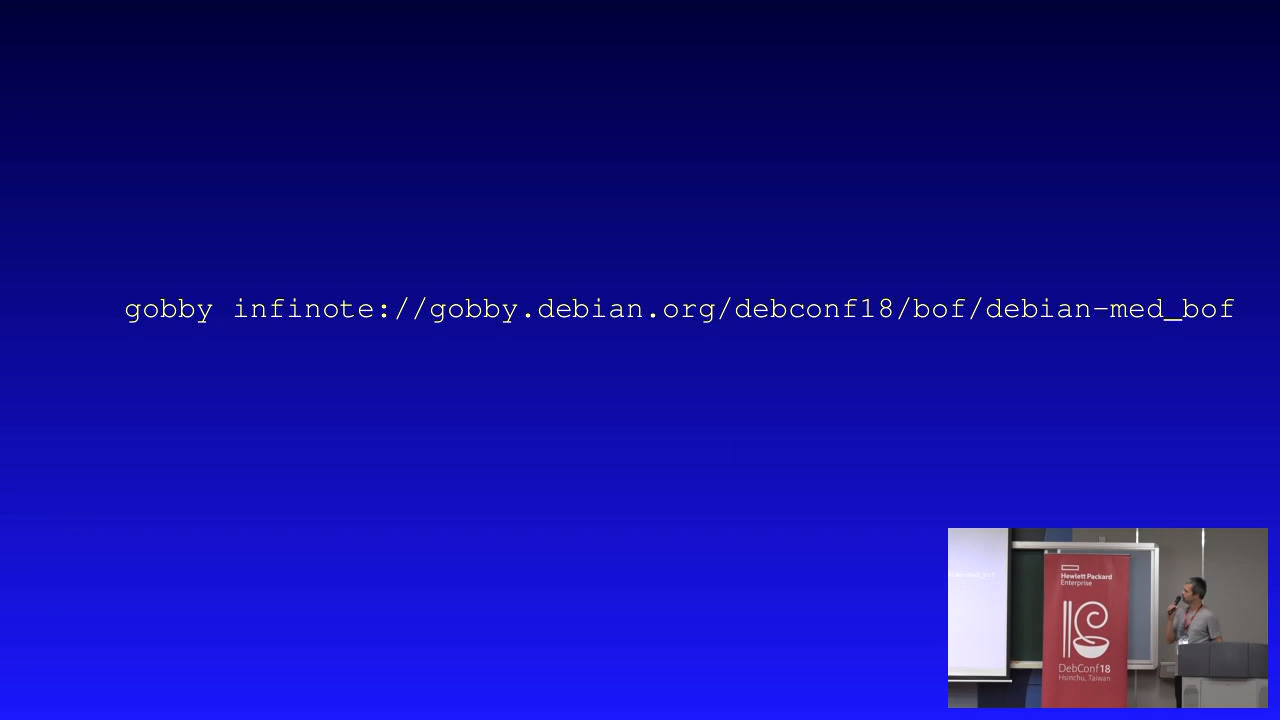 gobby infinote://gobby.debian.org/debconf18/bof/debian-med_bof
Hewlett Packard
Enterprise
DebConf18
Hsinchu, Taiwan